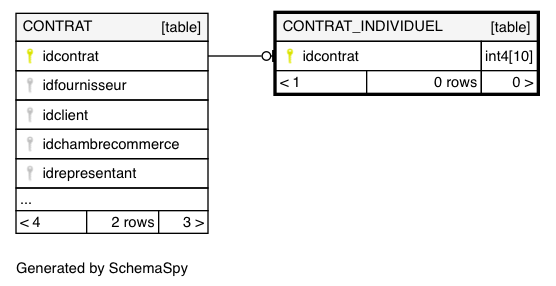 CONTRAT [table]
idcontrat
idfournisseur
idclient
idchambrecommerce
idrepresentant
...
< 4 2 rows 3 >
CONTRAT_INDIVIDUEL [table]
idcontrat int4[10]
< 1 0 rows 0 >
Generated by SchemaSpy